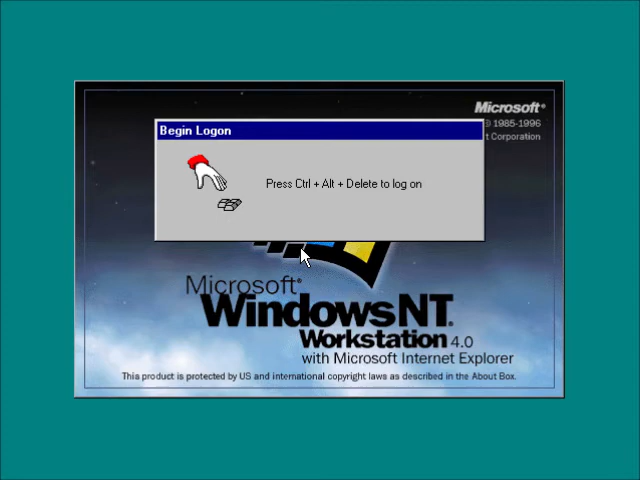 Microsoft®
1985-1996
t Corporation
Begin Logon
Press Ctrl + Alt + Delete to log on
Microsoft®
WindowsNT®
Workstation 4.0
with Microsoft Internet Explorer
This product is protected by US and international copyright laws as described in the About Box.